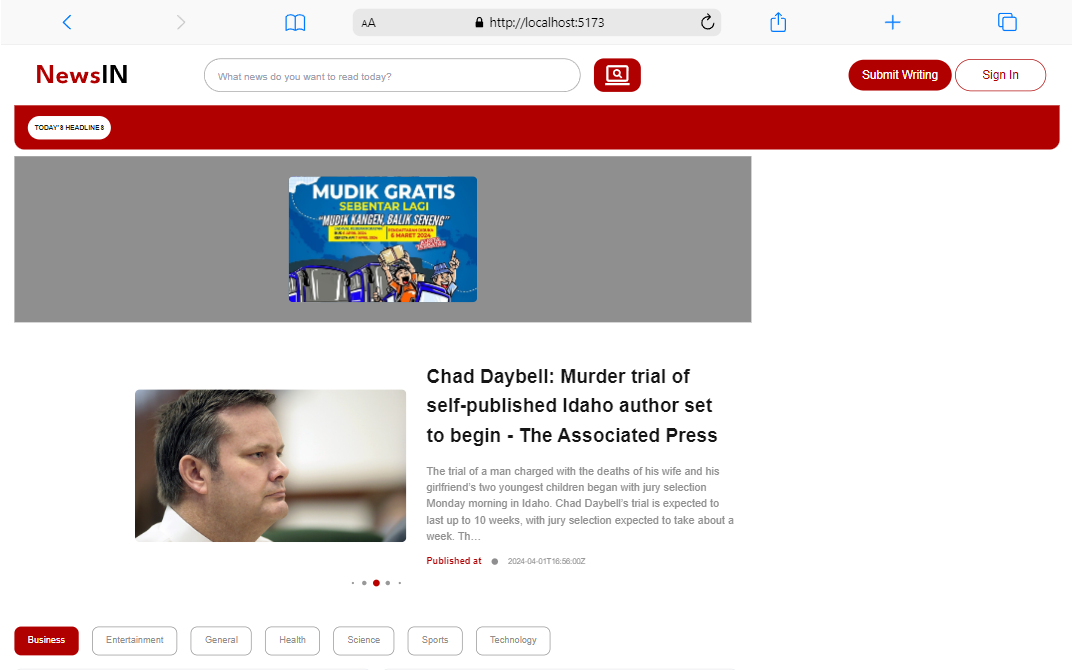 AA http://localhost:5173
NewsIN
What news do you want to read today?
Submit Writing
Sign In
TODAY'S HEADLINES
MUDIK GRATIS
SEBENTAR LAGI
"MUDIK KANGEN, BALIK SENENG"
6 MARET 2024
Chad Daybell: Murder trial of
self-published Idaho author set
to begin - The Associated Press
The trial of a man charged with the deaths of his wife and his
girlfriend's two youngest children began with jury selection
Monday morning in Idaho. Chad Daybell's trial is expected to
last up to 10 weeks, with jury selection expected to take about a
week. Th…
Published at
2024-04-01T16:56:00Z
Business
Entertainment
General
Health
Science
Sports
Technology